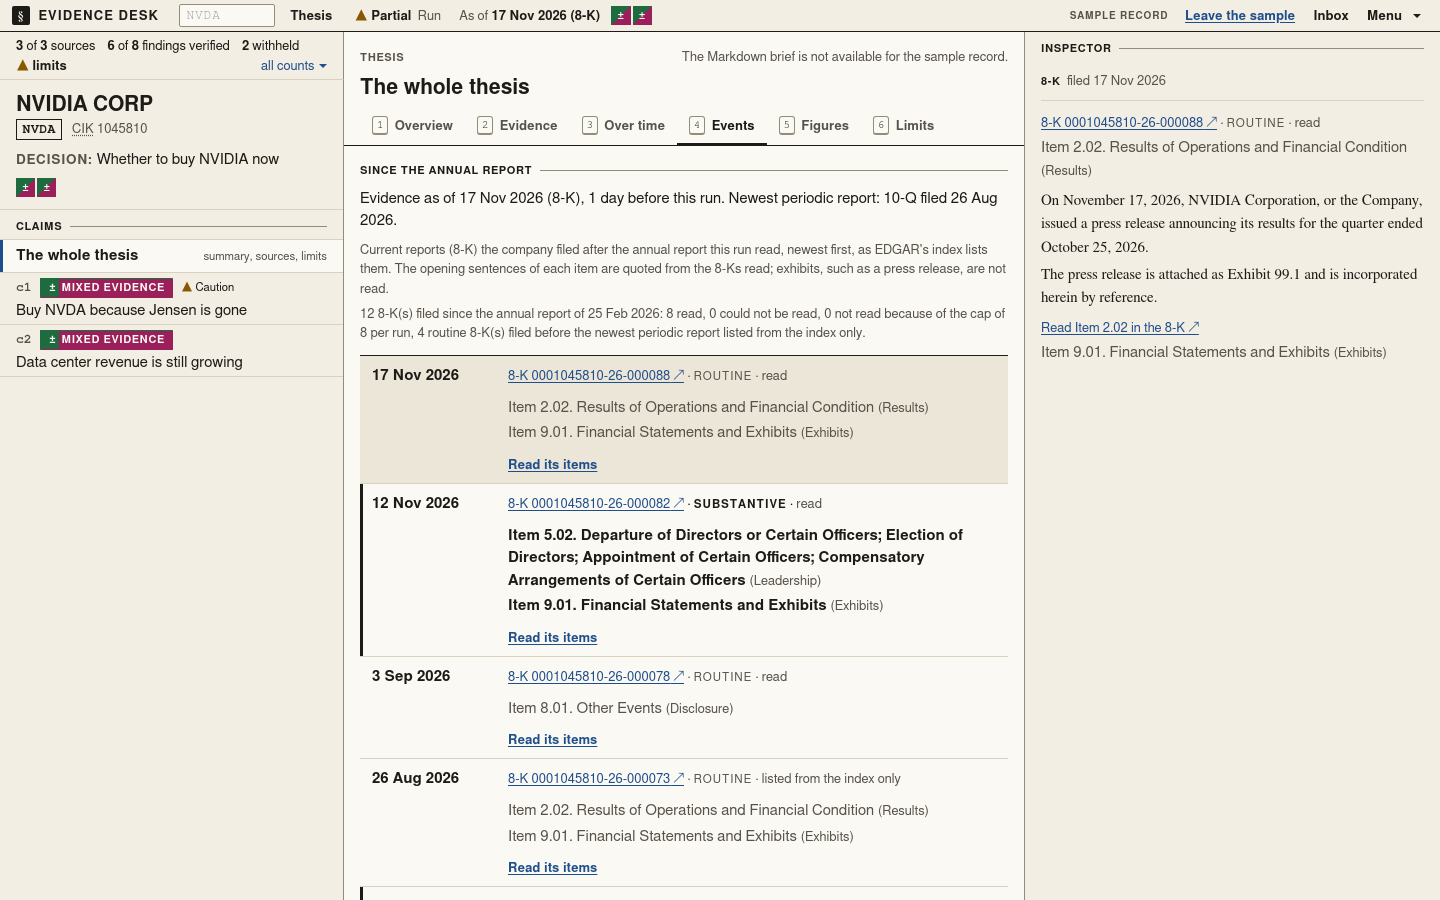 § EVIDENCE DESK NVDA Thesis Partial Run As of 17 Nov 2026 (8-K) ± ± SAMPLE RECORD Leave the sample Inbox Menu
3 of 3 sources 6 of 8 findings verified 2 withheld
limits all counts
NVIDIA CORP
NVDA CIK 1045810
DECISION: Whether to buy NVIDIA now
± ±
CLAIMS
The whole thesis summary, sources, limits
c1 ± MIXED EVIDENCE Caution
Buy NVDA because Jensen is gone
c2 ± MIXED EVIDENCE
Data center revenue is still growing
THESIS The Markdown brief is not available for the sample record.
The whole thesis
1 Overview 2 Evidence 3 Over time 4 Events 5 Figures 6 Limits
SINCE THE ANNUAL REPORT
Evidence as of 17 Nov 2026 (8-K), 1 day before this run. Newest periodic report: 10-Q filed 26 Aug
2026.
Current reports (8-K) the company filed after the annual report this run read, newest first, as EDGAR's index lists
them. The opening sentences of each item are quoted from the 8-Ks read; exhibits, such as a press release, are not
read.
12 8-K(s) filed since the annual report of 25 Feb 2026: 8 read, 0 could not be read, 0 not read because of the cap of
8 per run, 4 routine 8-K(s) filed before the newest periodic report listed from the index only.
17 Nov 2026 8-K 0001045810-26-000088 ↗ · ROUTINE · read
Item 2.02. Results of Operations and Financial Condition (Results)
Item 9.01. Financial Statements and Exhibits (Exhibits)
Read its items
12 Nov 2026 8-K 0001045810-26-000082 ↗ · SUBSTANTIVE · read
Item 5.02. Departure of Directors or Certain Officers; Election of
Directors; Appointment of Certain Officers; Compensatory
Arrangements of Certain Officers (Leadership)
Item 9.01. Financial Statements and Exhibits (Exhibits)
Read its items
3 Sep 2026 8-K 0001045810-26-000078 ↗ · ROUTINE · read
Item 8.01. Other Events (Disclosure)
Read its items
26 Aug 2026 8-K 0001045810-26-000073 ↗ · ROUTINE · listed from the index only
Item 2.02. Results of Operations and Financial Condition (Results)
Item 9.01. Financial Statements and Exhibits (Exhibits)
Read its items
INSPECTOR
8-K filed 17 Nov 2026
8-K 0001045810-26-000088 ↗ · ROUTINE · read
Item 2.02. Results of Operations and Financial Condition
(Results)
On November 17, 2026, NVIDIA Corporation, or the Company,
issued a press release announcing its results for the quarter ended
October 25, 2026.
The press release is attached as Exhibit 99.1 and is incorporated
herein by reference.
Read Item 2.02 in the 8-K ↗
Item 9.01. Financial Statements and Exhibits (Exhibits)